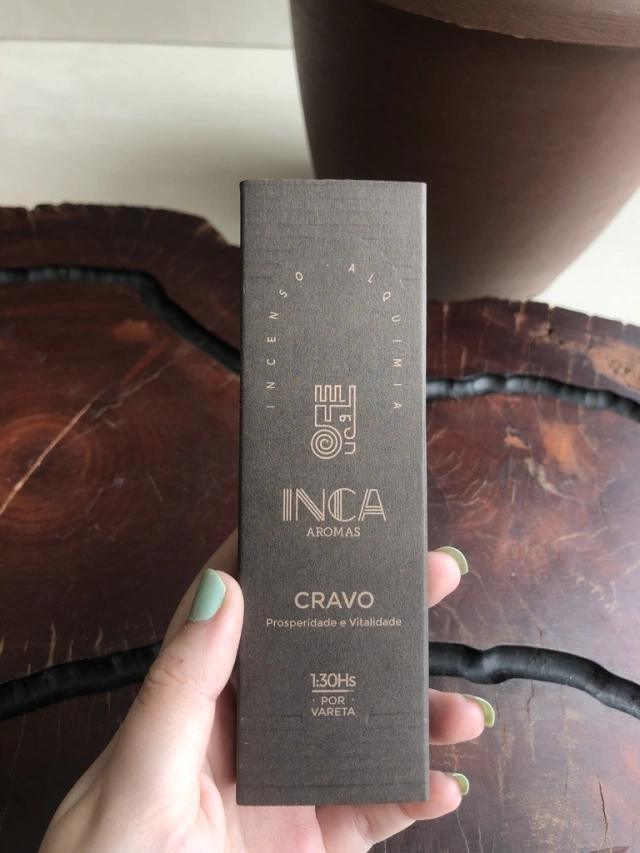 INCENSO · ALQUIMIA
INCA
AROMAS
CRAVO
Prosperidade e Vitalidade
1:30Hs
· POR ·
VARETA